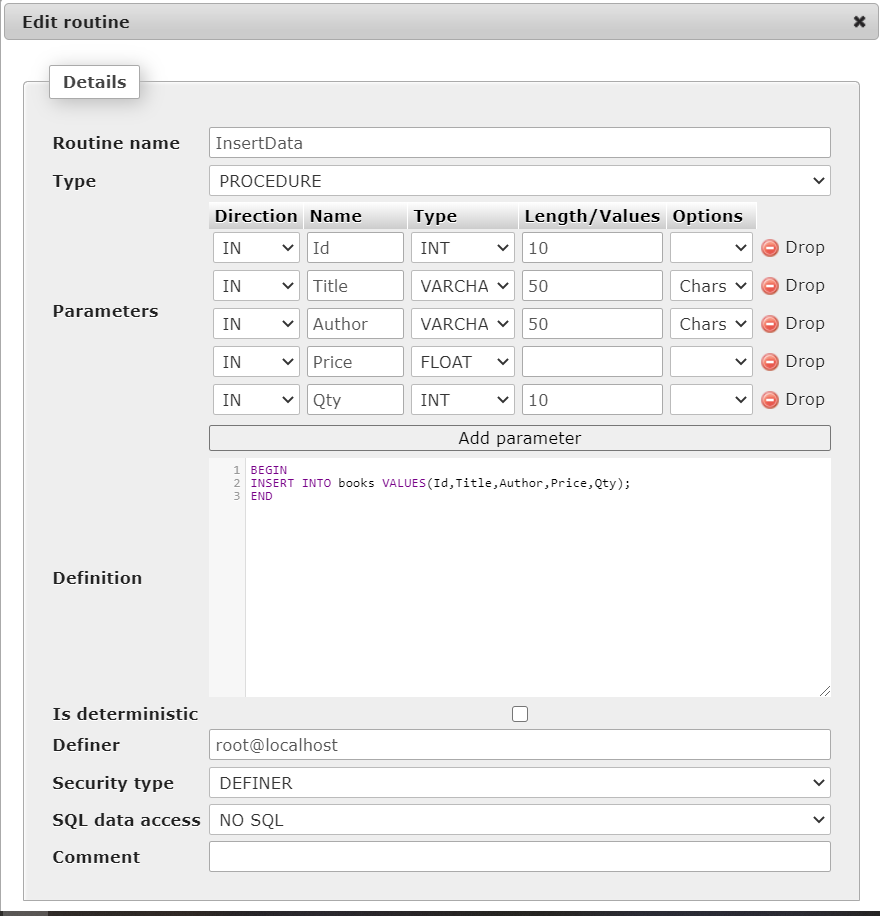 Edit routine ✖
Details
Routine name InsertData
Type PROCEDURE
Direction Name Type Length/Values Options
IN Id INT 10 Drop
IN Title VARCHA 50 Chars Drop
Parameters
IN Author VARCHA 50 Chars Drop
IN Price FLOAT Drop
IN Qty INT 10 Drop
Add parameter
1 BEGIN
2 INSERT INTO books VALUES(Id,Title,Author,Price,Qty);
3 END
Definition
Is deterministic
Definer root@localhost
Security type DEFINER
SQL data access NO SQL
Comment